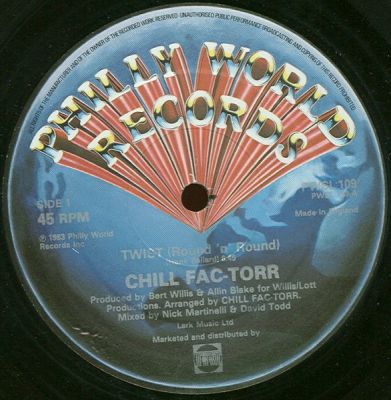 ALL RIGHTS OF THE MANUFACTURER AND OF THE OWNER OF THE RECORDED WORK RESERVED · UNAUTHORISED PUBLIC PERFORMANCE BROADCASTING AND COPYING OF THIS RECORD PROHIBITED
PHILLY WORLD
RECORDS
SIDE 1
45 RPM
℗ 1983 Philly World
Records Inc
109
Made in England
TWIST (Round 'n' Round)
CHILL FAC-TORR
Produced by Bert Willis & Allin Blake for Willis/Lott
Productions. Arranged by CHILL FAC-TORR.
Mixed by Nick Martinelli & David Todd
Lark Music Ltd
Marketed and distributed by